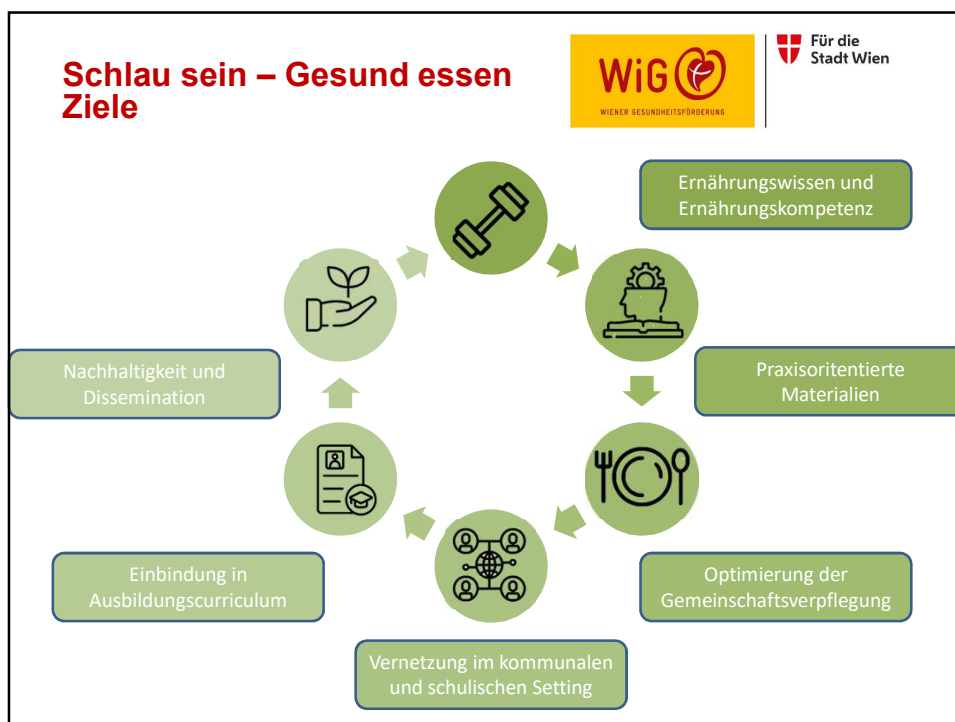 Schlau sein – Gesund essen
Ziele
WiG
WIENER GESUNDHEITSFÖRDERUNG
Für die
Stadt Wien
Ernährungswissen und
Ernährungskompetenz
Praxisoritentierte
Materialien
Optimierung der
Gemeinschaftsverpflegung
Vernetzung im kommunalen
und schulischen Setting
Einbindung in
Ausbildungscurriculum
Nachhaltigkeit und
Dissemination